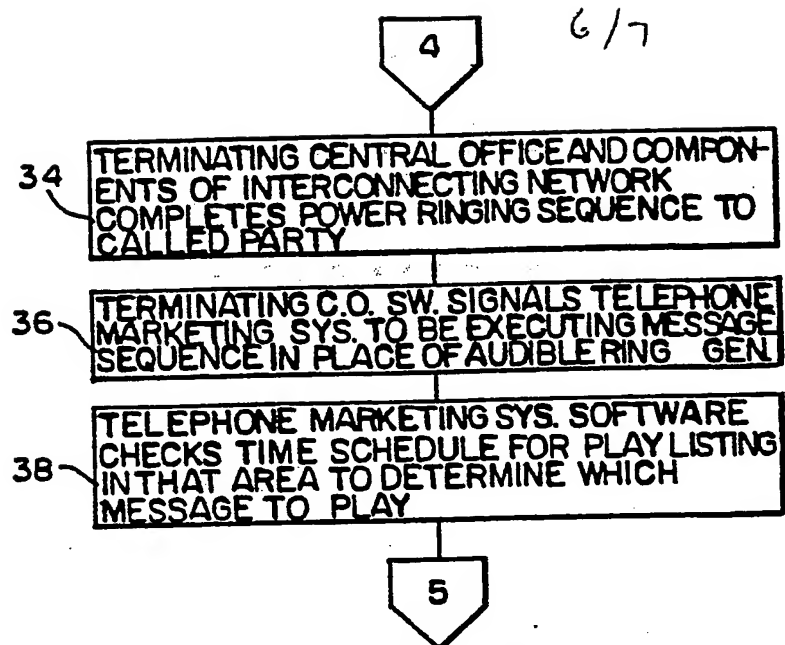 6/7
4
34
TERMINATING CENTRAL OFFICE AND COMPON-
ENTS OF INTERCONNECTING NETWORK
COMPLETES POWER RINGING SEQUENCE TO
CALLED PARTY
36
TERMINATING C.O. SW. SIGNALS TELEPHONE
MARKETING SYS. TO BE EXECUTING MESSAGE
SEQUENCE IN PLACE OF AUDIBLE RING GEN.
38
TELEPHONE MARKETING SYS. SOFTWARE
CHECKS TIME SCHEDULE FOR PLAY LISTING
IN THAT AREA TO DETERMINE WHICH
MESSAGE TO PLAY
5